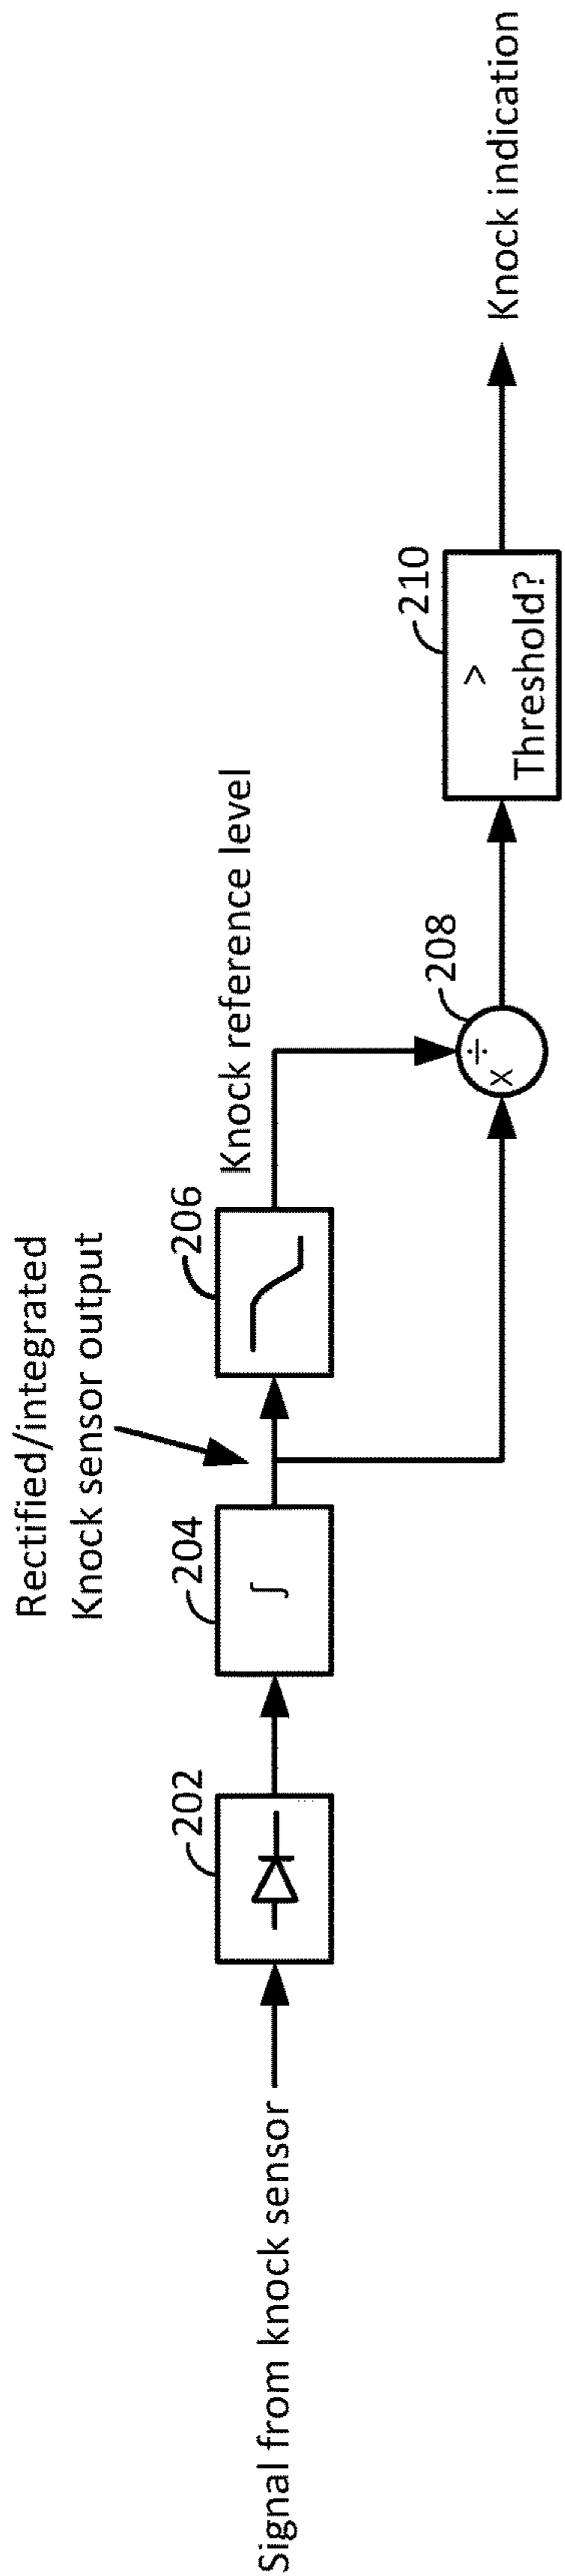 Signal from knock sensor
202
204
∫
Rectified/integrated
Knock sensor output
206
Knock reference level
208
x
÷
210
>
Threshold?
Knock indication